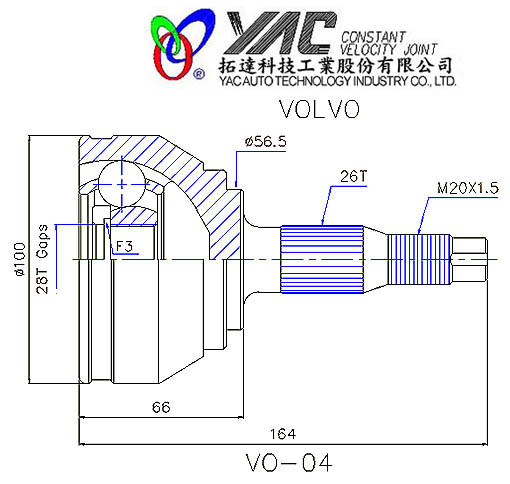 YAC CONSTANT
VELOCITY JOINT
®
拓達科技工業股份有限公司
YAC AUTO TECHNOLOGY INDUSTRY CO., LTD.
VOLVO
ø56.5
26T
M20X1.5
F3
28T Gaps
ø100
66
164
VO-04